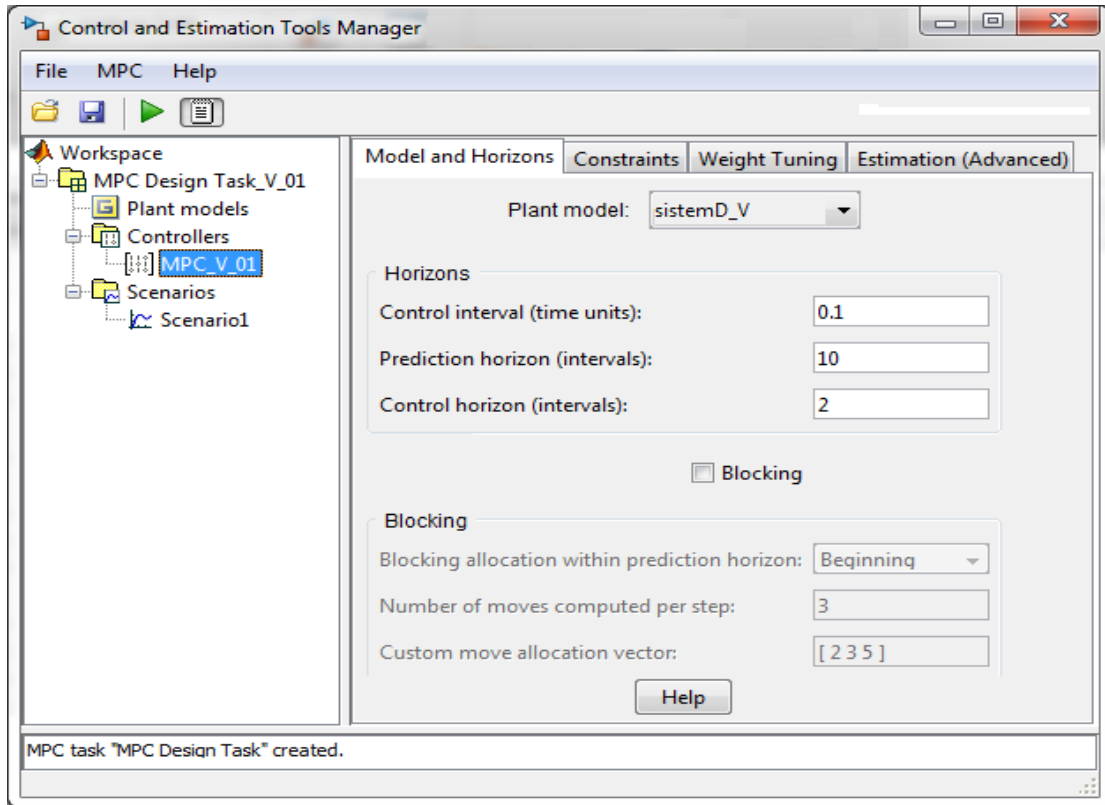 Control and Estimation Tools Manager
File MPC Help
Workspace
MPC Design Task_V_01
Plant models
Controllers
MPC_V_01
Scenarios
Scenario1
Model and Horizons Constraints Weight Tuning Estimation (Advanced)
Plant model: sistemD_V
Horizons
Control interval (time units): 0.1
Prediction horizon (intervals): 10
Control horizon (intervals): 2
Blocking
Blocking
Blocking allocation within prediction horizon: Beginning
Number of moves computed per step: 3
Custom move allocation vector: [ 2 3 5 ]
Help
MPC task "MPC Design Task" created.